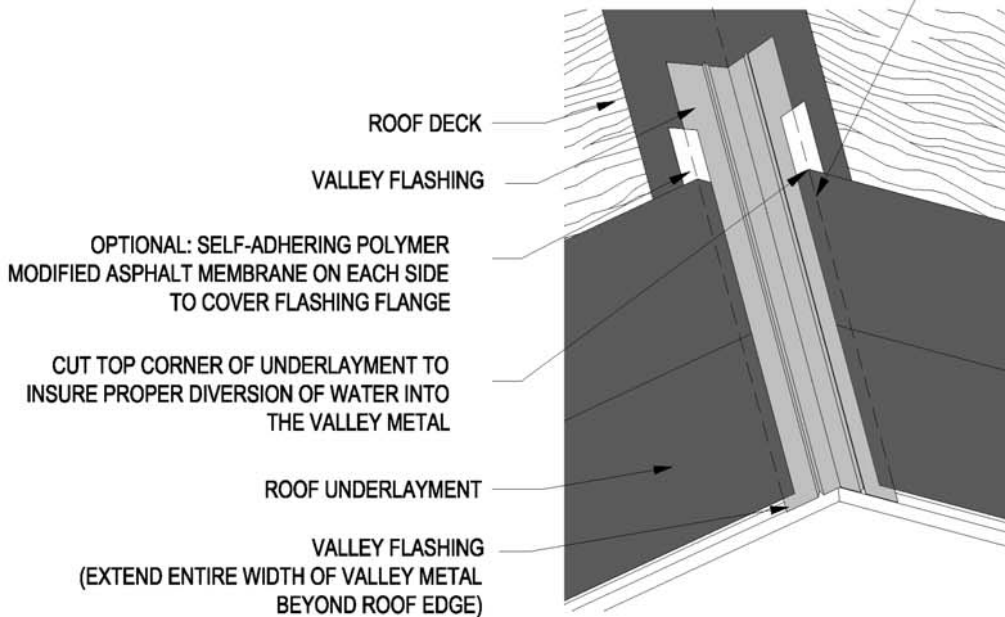 ROOF DECK
VALLEY FLASHING
OPTIONAL: SELF-ADHERING POLYMER
MODIFIED ASPHALT MEMBRANE ON EACH SIDE
TO COVER FLASHING FLANGE
CUT TOP CORNER OF UNDERLAYMENT TO
INSURE PROPER DIVERSION OF WATER INTO
THE VALLEY METAL
ROOF UNDERLAYMENT
VALLEY FLASHING
(EXTEND ENTIRE WIDTH OF VALLEY METAL
BEYOND ROOF EDGE)